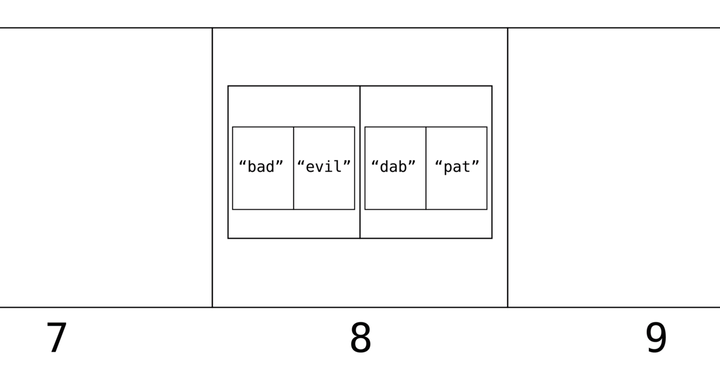 “bad” “evil” “dab” “pat”
7 8 9